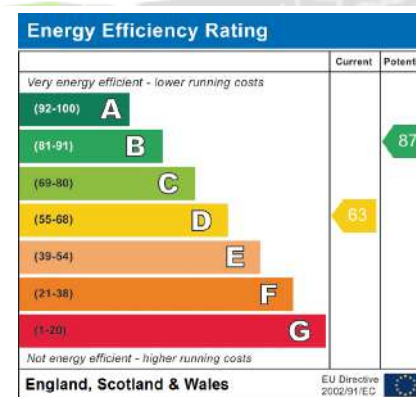 Energy Efficiency Rating
Current Potenti
Very energy efficient - lower running costs
(92-100) A
(81-91) B
87
(69-80) C
(55-68) D
63
(39-54) E
(21-38) F
(1-20) G
Not energy efficient - higher running costs
England, Scotland & Wales
EU Directive
2002/91/EC